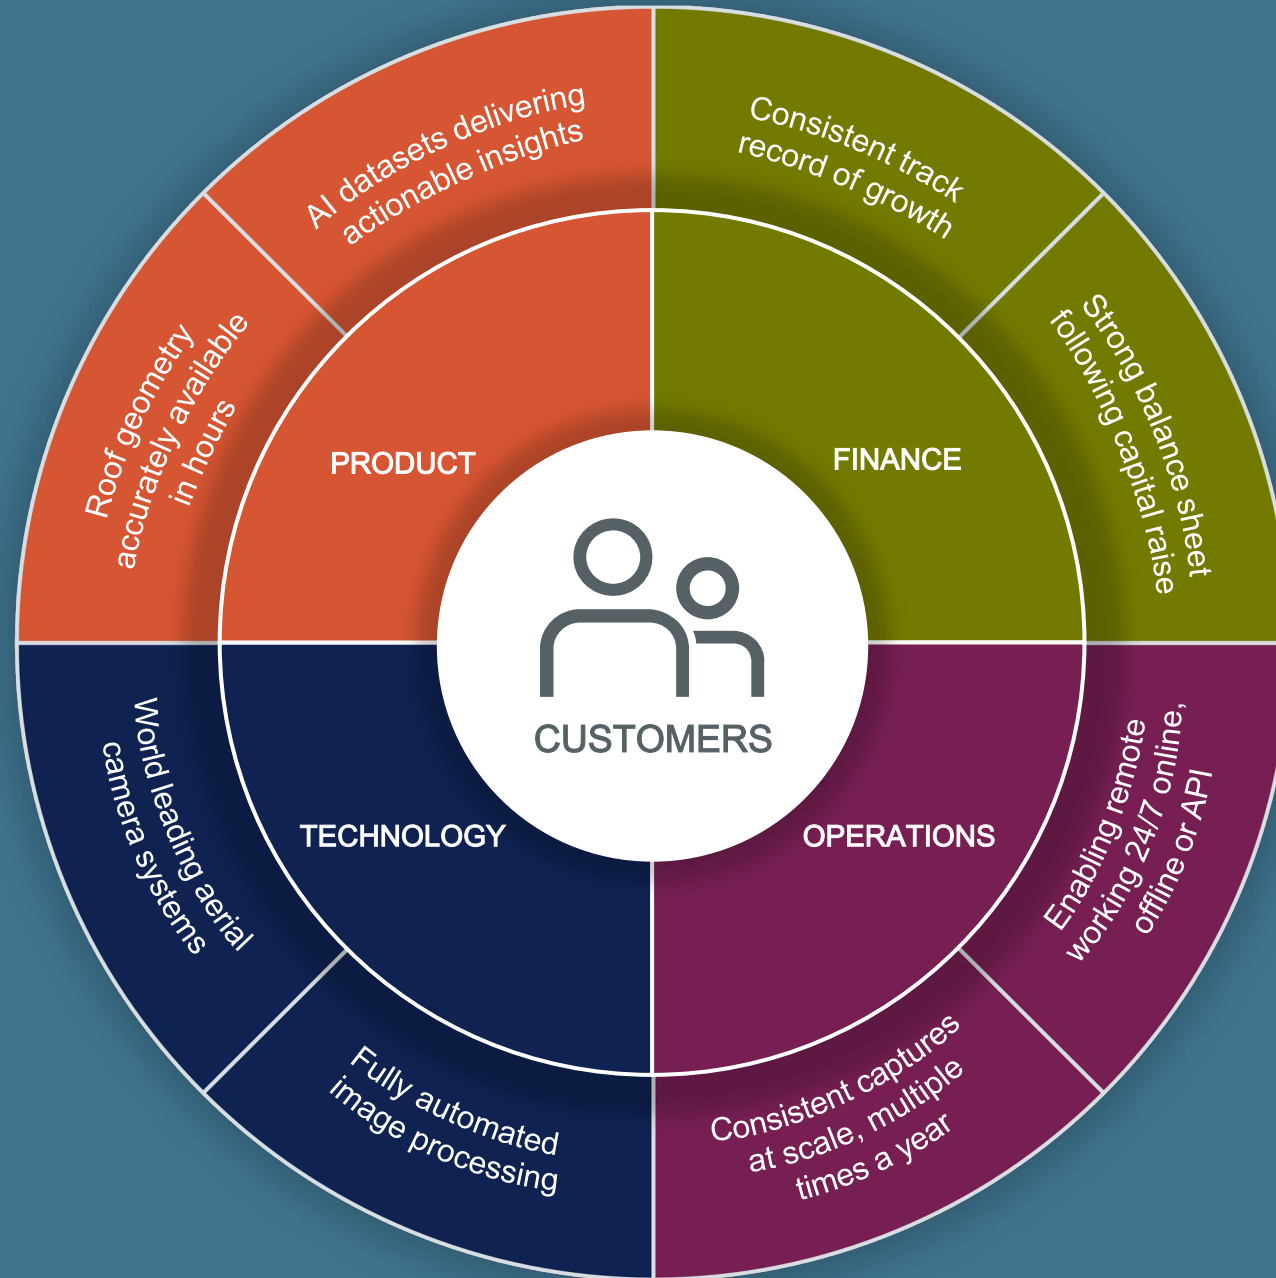 AI datasets delivering
actionable insights
Consistent track
record of growth
Strong balance sheet
following capital raise
Roof geometry
accurately available
in hours
PRODUCT
FINANCE
CUSTOMERS
TECHNOLOGY
OPERATIONS
World leading aerial
camera systems
Enabling remote
working 24/7 online,
offline or API
Fully automated
image processing
Consistent captures
at scale, multiple
times a year